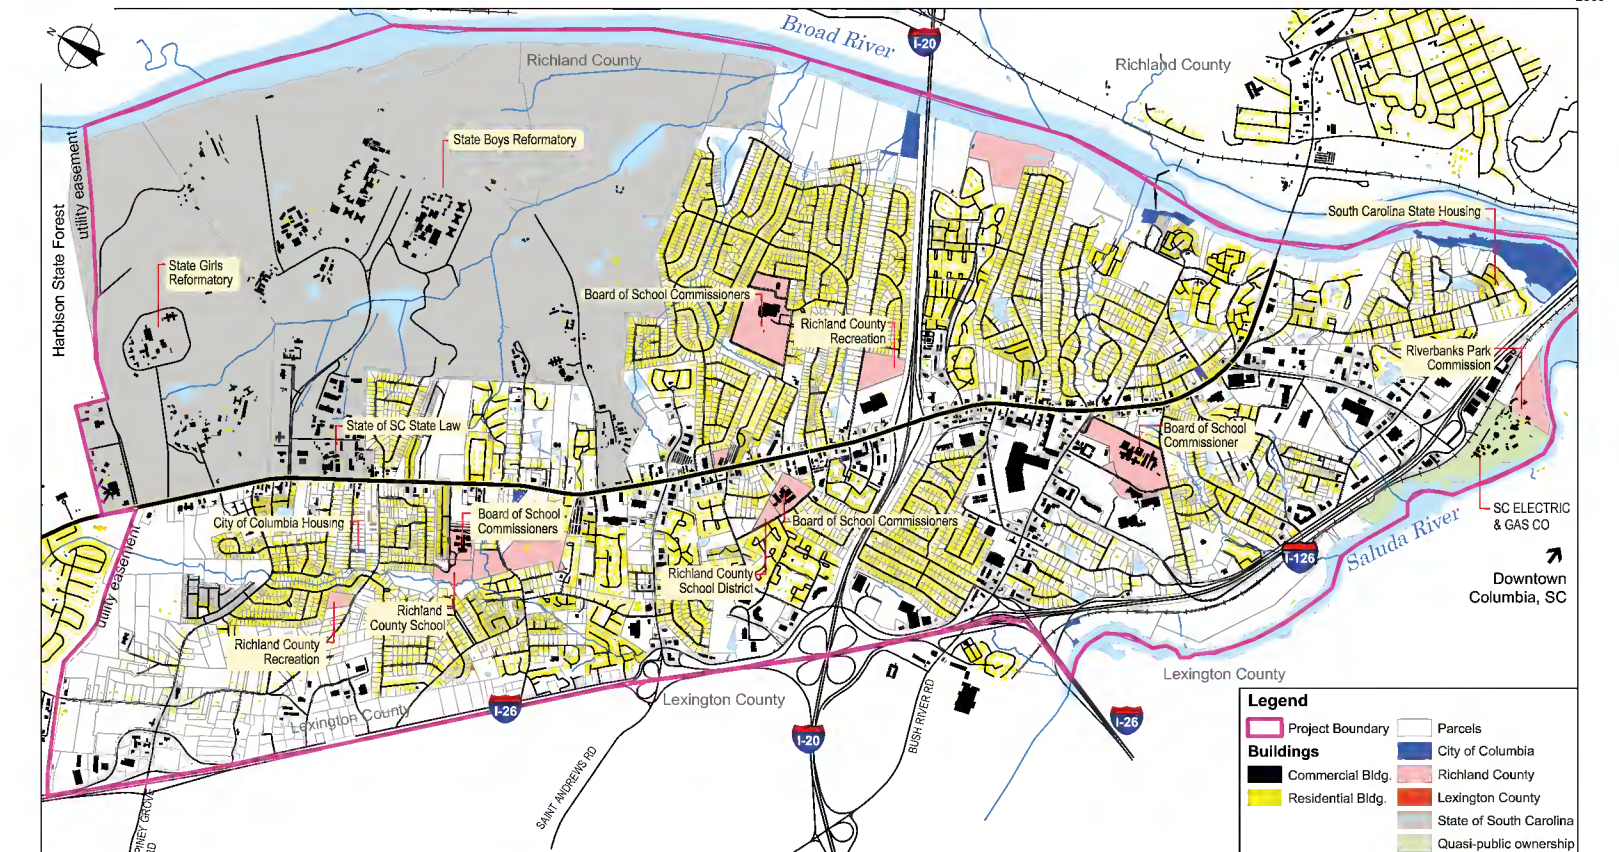 N
Broad River
I-20
Richland County
Richland County
State Boys Reformatory
utility easement
Harbison State Forest
South Carolina State Housing
State Girls
Reformatory
Board of School Commissioners
Richland County
Recreation
Riverbanks Park
Commission
State of SC State Law
Board of School
Commissioner
City of Columbia Housing
Board of School
Commissioners
Board of School Commissioners
SC ELECTRIC
& GAS CO
Saluda River
I-126
utility easement
Richland County
School District
Downtown
Columbia, SC
Richland
County School
Richland County
Recreation
Lexington County
Lexington County
Lexington County
I-26
I-26
I-20
BUSH RIVER RD
SAINT ANDREWS RD
PINEY GROVE
RD
Legend
Project Boundary
Buildings
Commercial Bldg.
Residential Bldg.
Parcels
City of Columbia
Richland County
Lexington County
State of South Carolina
Quasi-public ownership